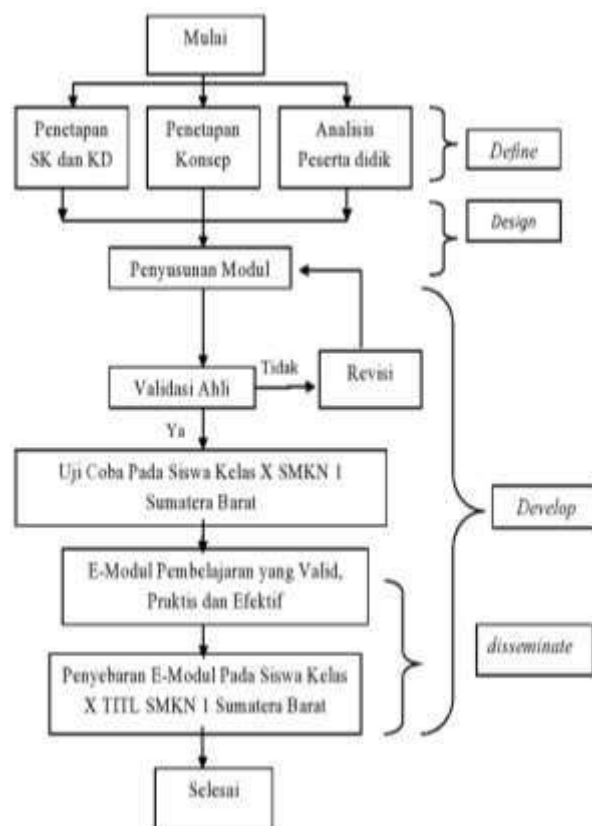 Mulai
Penetapan
SK dan KD
Penetapan
Konsep
Analisis
Peserta didik
Define
Design
Penyusunan Modul
Validasi Ahli
Tidak
Revisi
Ya
Uji Coba Pada Siswa Kelas X SMKN 1
Sumatera Barat
Develop
E-Modul Pembelajaran yang Valid,
Praktis dan Efektif
disseminate
Penyebaran E-Modul Pada Siswa Kelas
X TITL SMKN 1 Sumatera Barat
Selesai